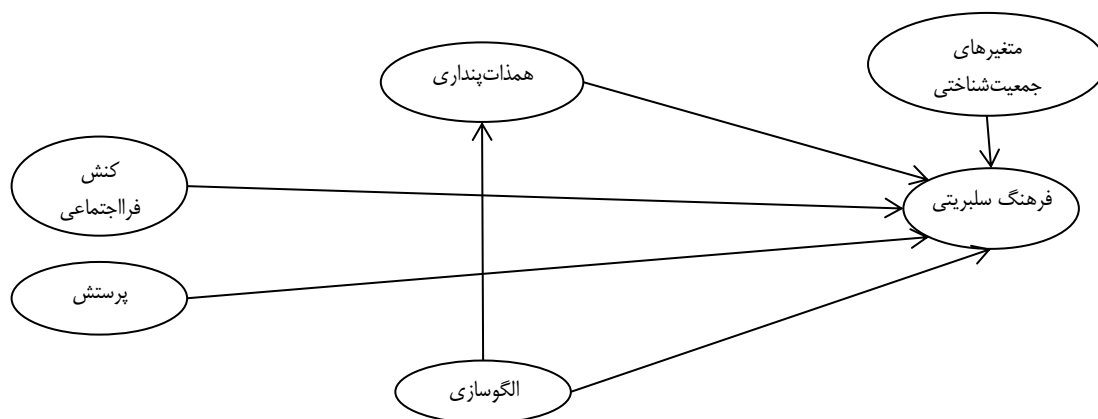 متغیرهای
جمعیت‌شناختی
همذات‌پنداری
کنش
فرااجتماعی
فرهنگ سلبریتی
پرستش
الگوسازی